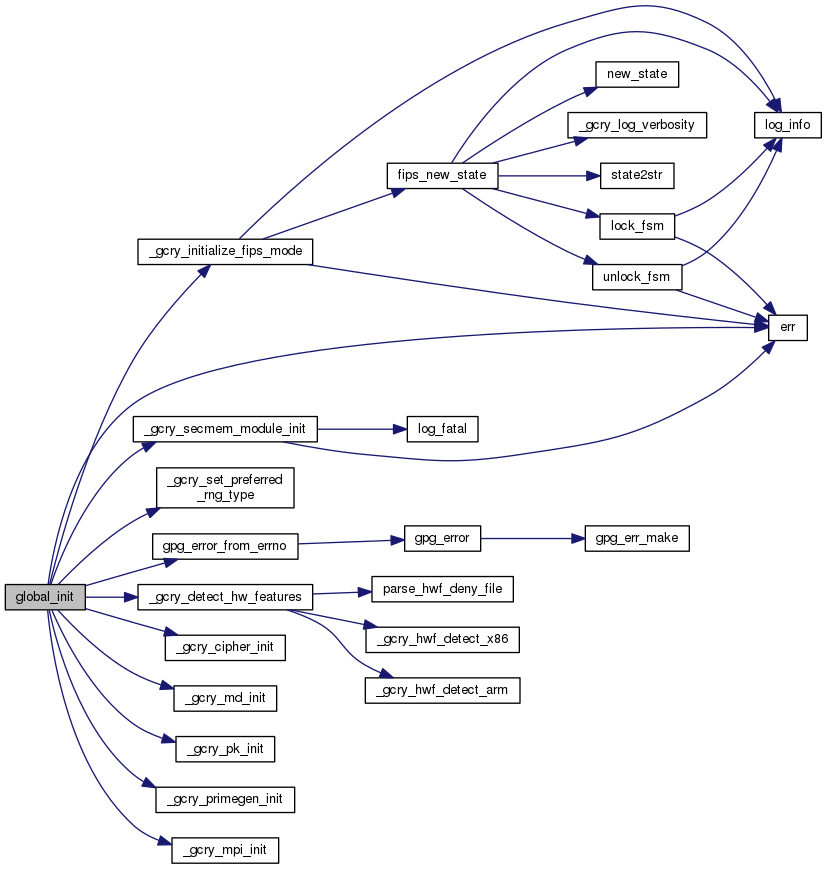 new_state
log_info
_gcry_log_verbosity
fips_new_state
state2str
lock_fsm
_gcry_initialize_fips_mode
unlock_fsm
err
_gcry_secmem_module_init
log_fatal
_gcry_set_preferred
_rng_type
gpg_error_from_errno
gpg_error
gpg_err_make
global_init
_gcry_detect_hw_features
parse_hwf_deny_file
_gcry_cipher_init
_gcry_hwf_detect_x86
_gcry_md_init
_gcry_hwf_detect_arm
_gcry_pk_init
_gcry_primegen_init
_gcry_mpi_init